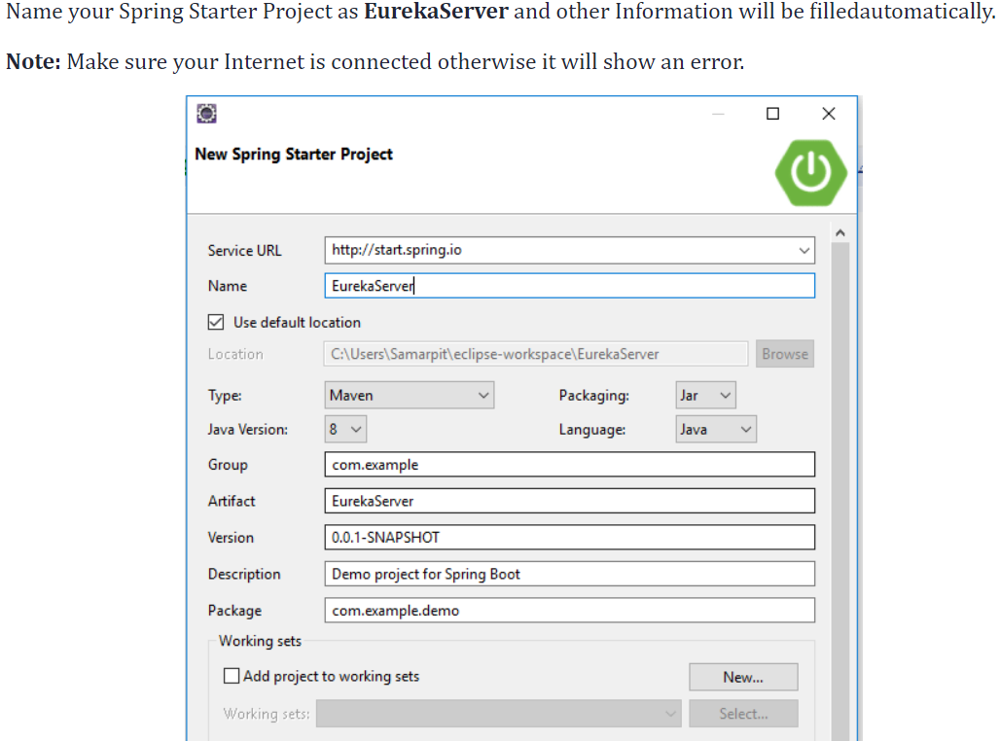 Name your Spring Starter Project as EurekaServer and other Information will be filledautomatically.
Note: Make sure your Internet is connected otherwise it will show an error.
New Spring Starter Project
Service URL http://start.spring.io
Name EurekaServer
Use default location
Location C:\Users\Samarpit\eclipse-workspace\EurekaServer Browse
Type: Maven Packaging: Jar
Java Version: 8 Language: Java
Group com.example
Artifact EurekaServer
Version 0.0.1-SNAPSHOT
Description Demo project for Spring Boot
Package com.example.demo
Working sets
Add project to working sets New...
Working sets: Select...